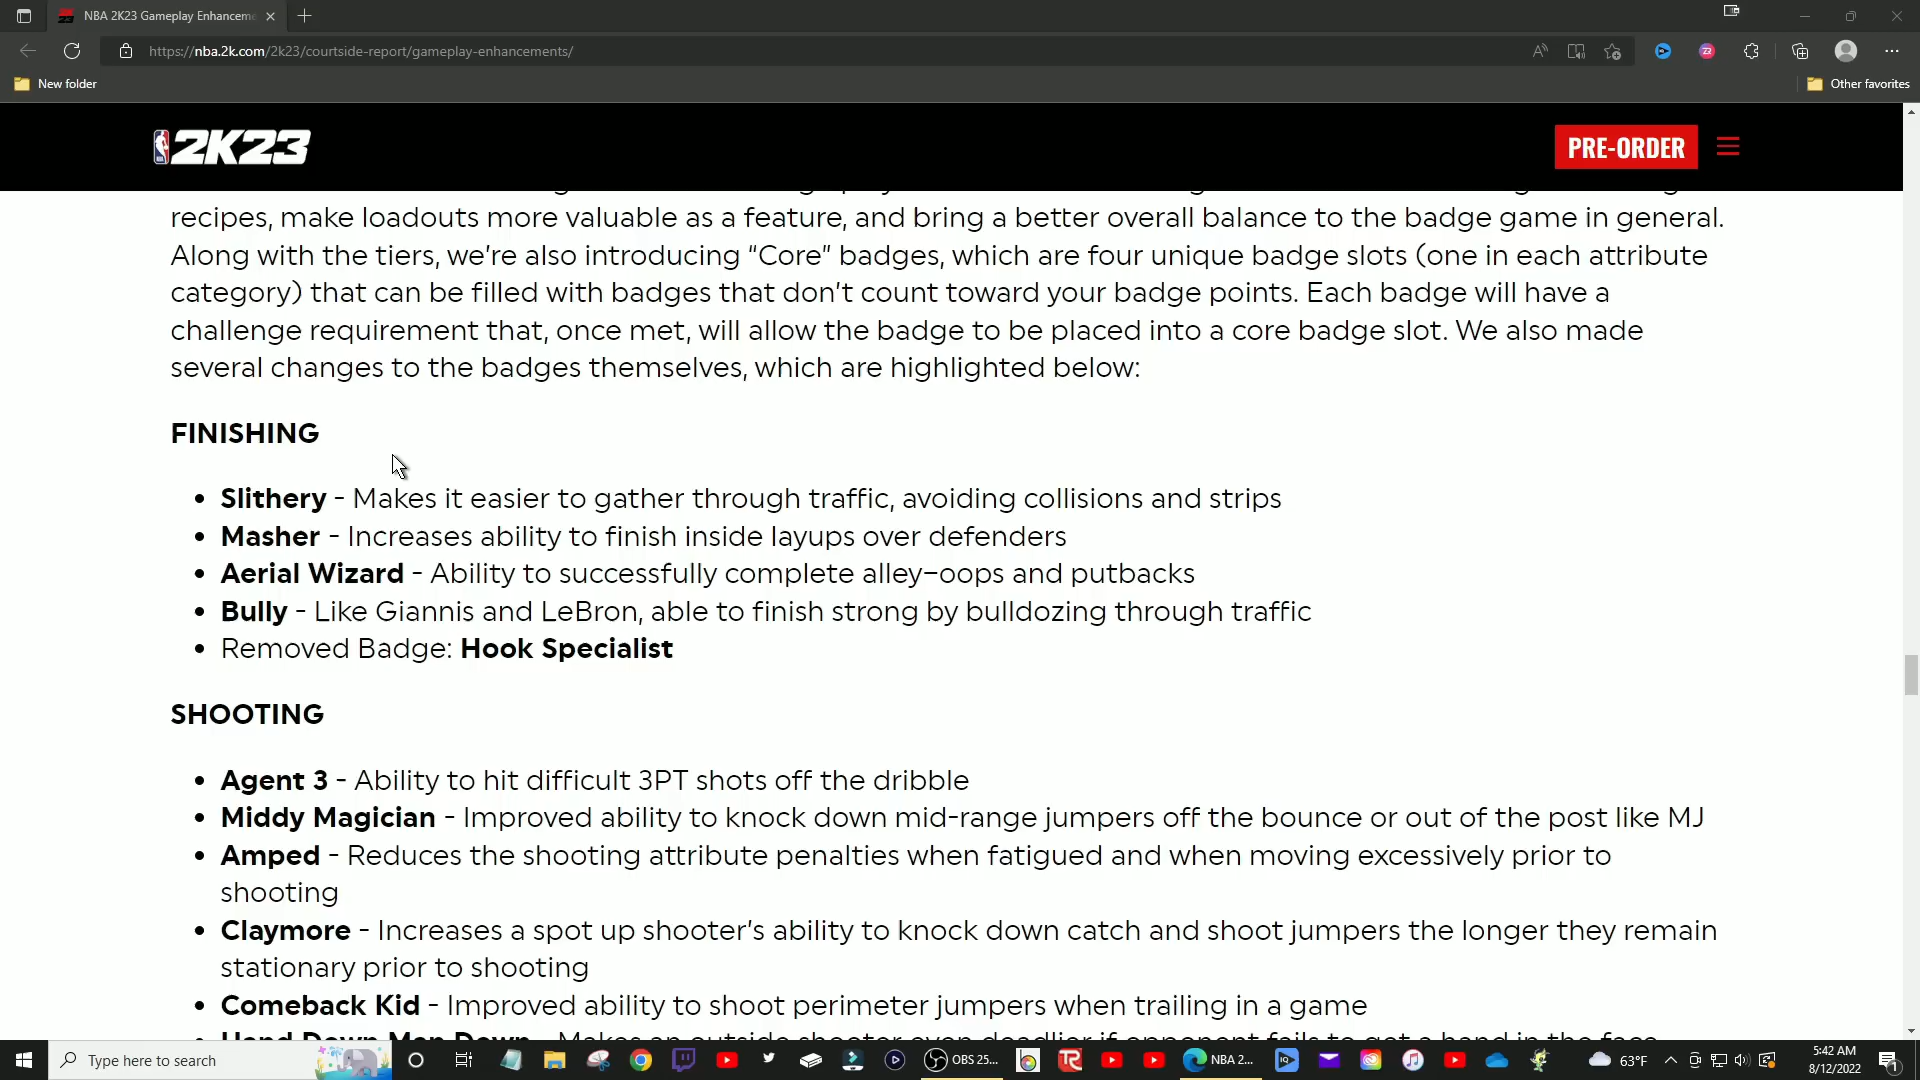 NBA 2K23 Gameplay Enhanceme
https://nba.2k.com/2k23/courtside-report/gameplay-enhancements/
New folder
Other favorites
2K23
PRE-ORDER
recipes, make loadouts more valuable as a feature, and bring a better overall balance to the badge game in general.
Along with the tiers, we’re also introducing “Core” badges, which are four unique badge slots (one in each attribute
category) that can be filled with badges that don’t count toward your badge points. Each badge will have a
challenge requirement that, once met, will allow the badge to be placed into a core badge slot. We also made
several changes to the badges themselves, which are highlighted below:
FINISHING
• Slithery - Makes it easier to gather through traffic, avoiding collisions and strips
• Masher - Increases ability to finish inside layups over defenders
• Aerial Wizard - Ability to successfully complete alley-oops and putbacks
• Bully - Like Giannis and LeBron, able to finish strong by bulldozing through traffic
• Removed Badge: Hook Specialist
SHOOTING
• Agent 3 - Ability to hit difficult 3PT shots off the dribble
• Middy Magician - Improved ability to knock down mid-range jumpers off the bounce or out of the post like MJ
• Amped - Reduces the shooting attribute penalties when fatigued and when moving excessively prior to
shooting
• Claymore - Increases a spot up shooter’s ability to knock down catch and shoot jumpers the longer they remain
stationary prior to shooting
• Comeback Kid - Improved ability to shoot perimeter jumpers when trailing in a game
Type here to search
OBS 25...
NBA 2...
63°F
5:42 AM
8/12/2022